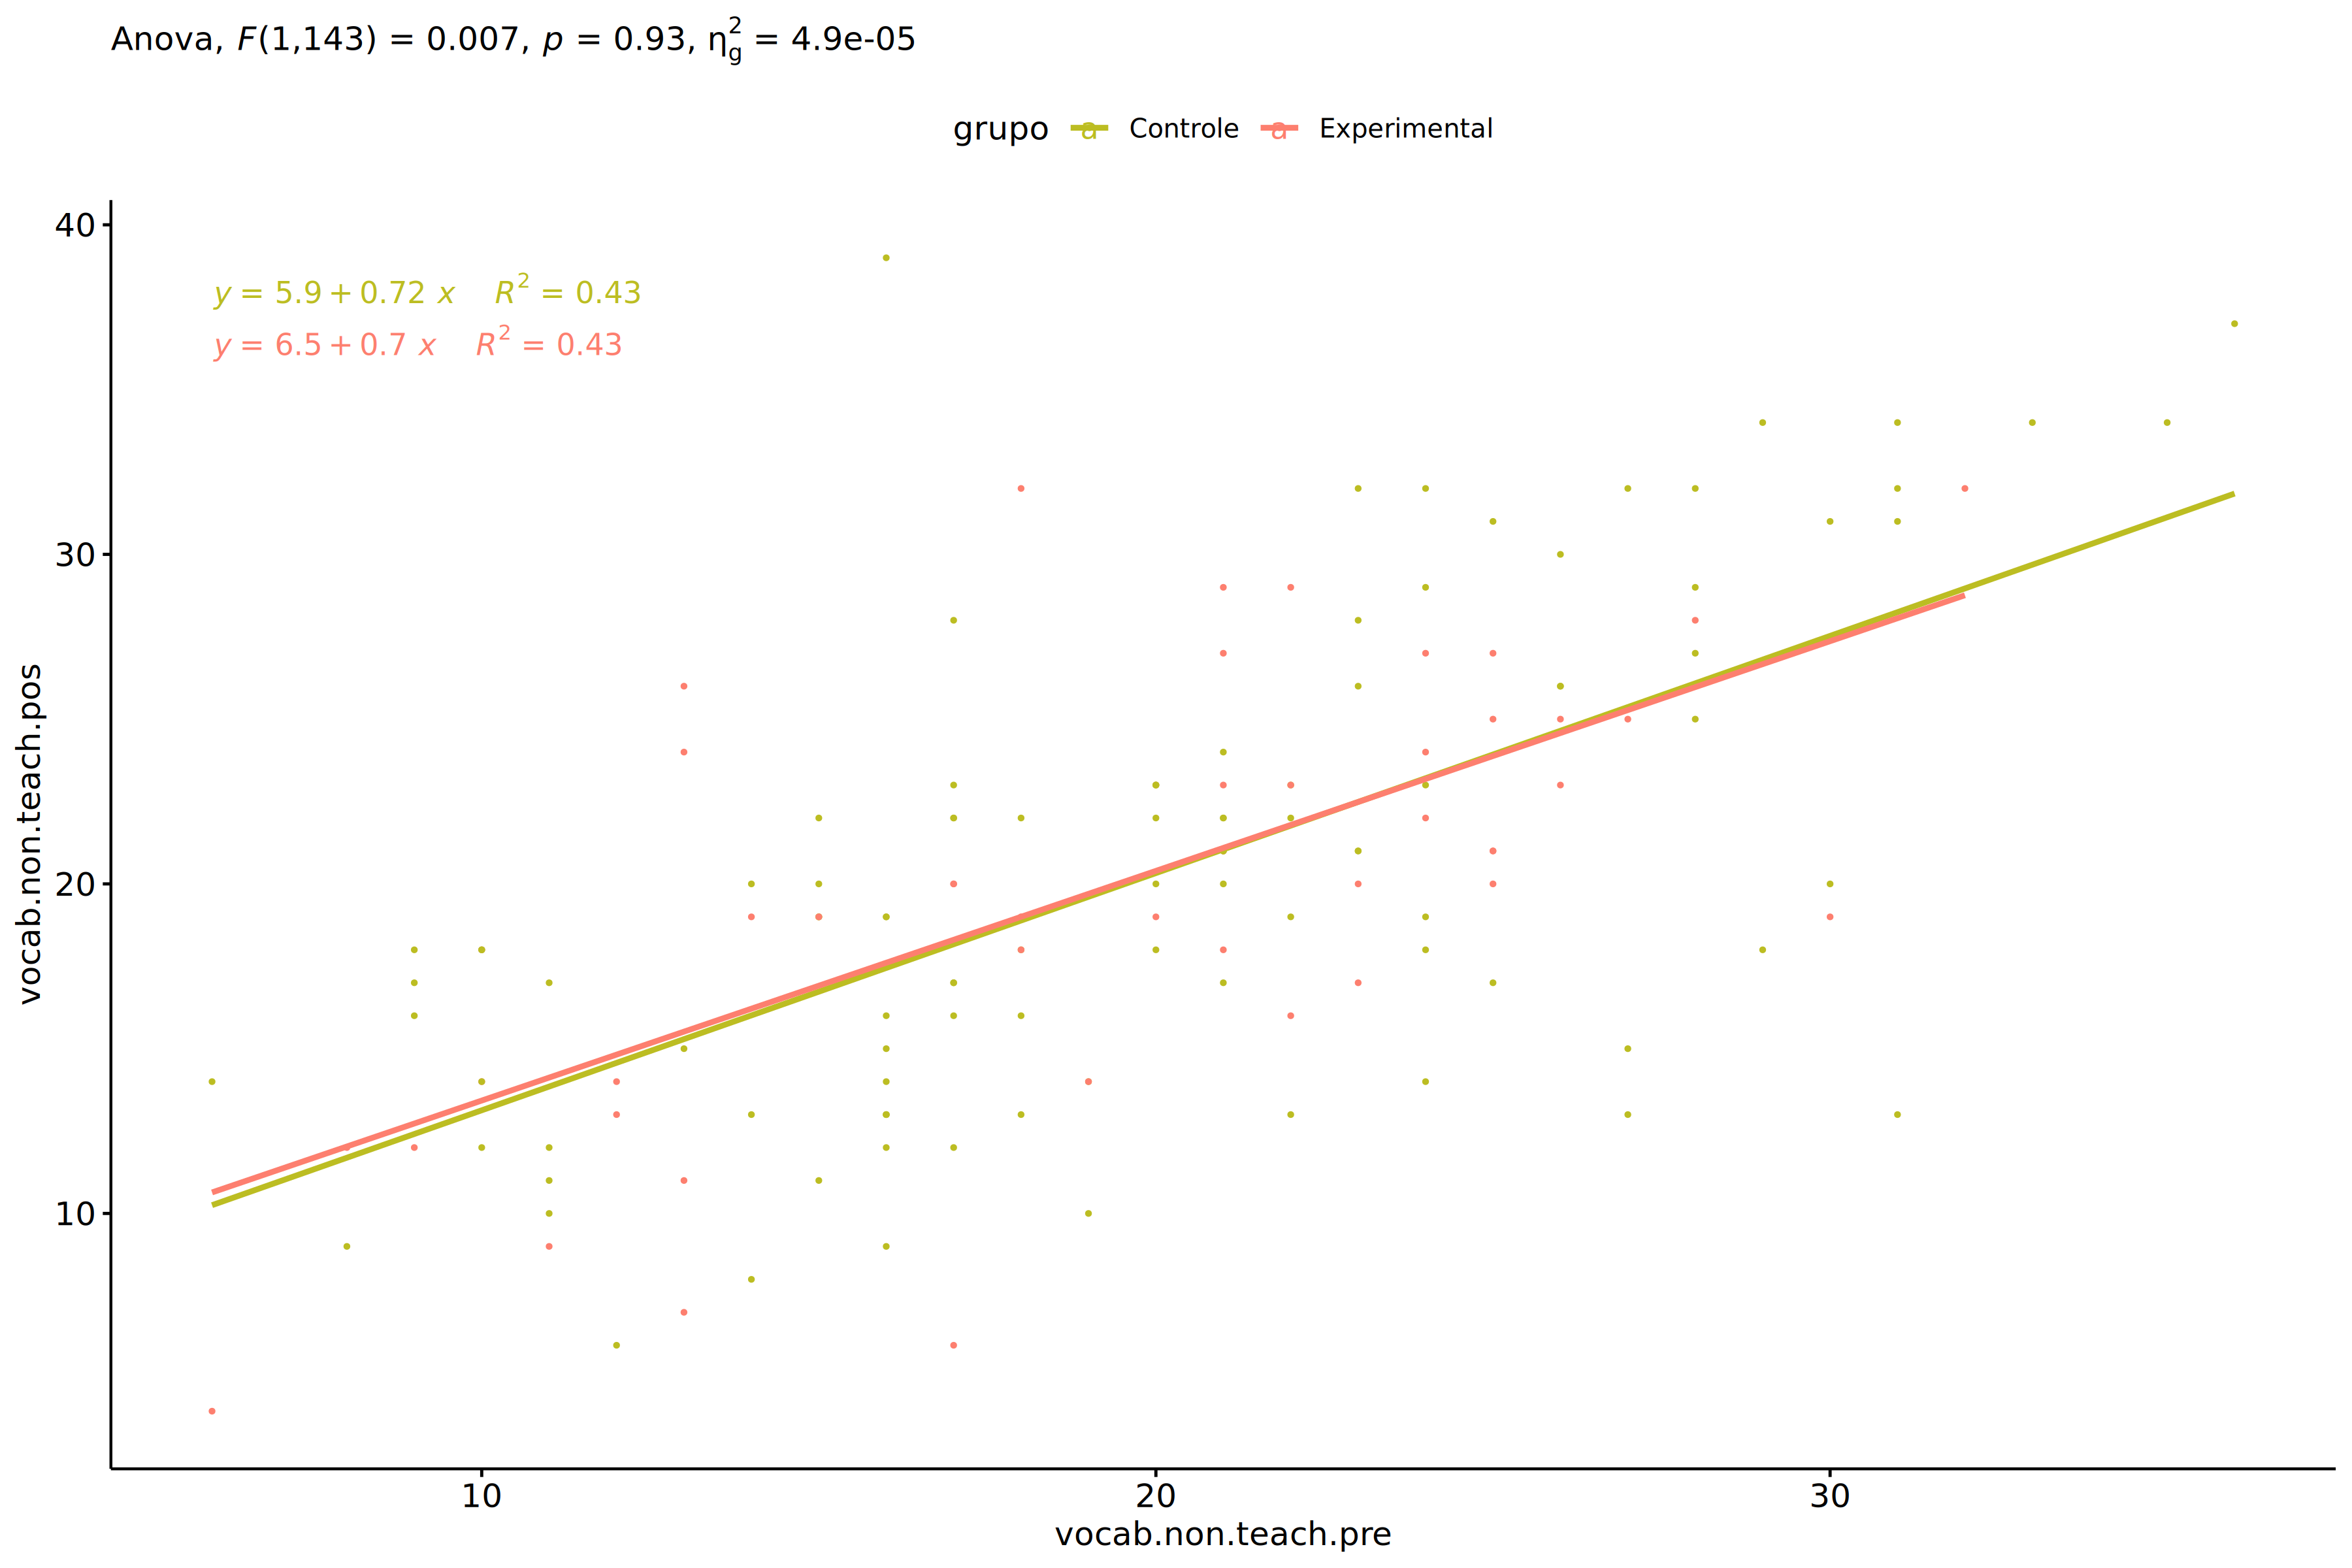 Anova, F(1,143) = 0.007, p = 0.93, η²g = 4.9e-05
grupo a Controle a Experimental
40
y = 5.9 + 0.72 x R² = 0.43
y = 6.5 + 0.7 x R² = 0.43
30
20
10
vocab.non.teach.pos
10 20 30
vocab.non.teach.pre